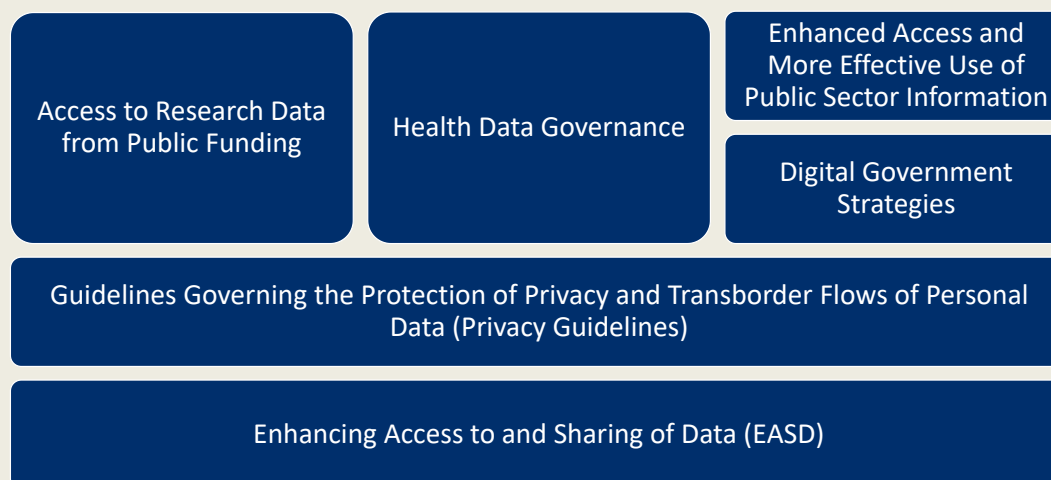 Access to Research Data
from Public Funding
Health Data Governance
Enhanced Access and
More Effective Use of
Public Sector Information
Digital Government
Strategies
Guidelines Governing the Protection of Privacy and Transborder Flows of Personal
Data (Privacy Guidelines)
Enhancing Access to and Sharing of Data (EASD)